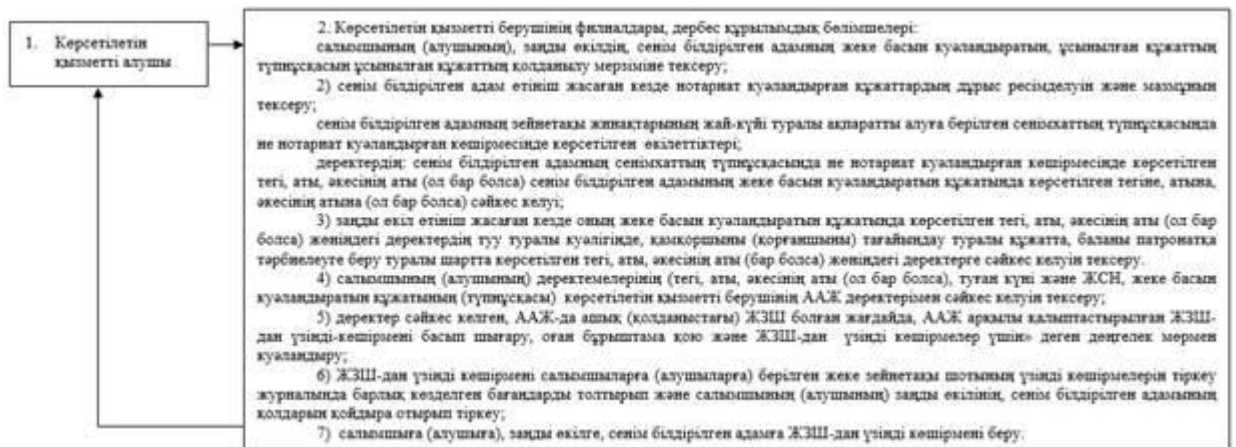 1. Көрсетілетін
қызметті алушы
2. Көрсетілетін қызметті берушінің филиалдары, дербес құрылымдық бөлімшелері:
салымшының (алушының), заңды өкілдің, сенім білдірілген адамның жеке басын куәландыратын, ұсынылған құжаттың
түпнұсқасын ұсынылған құжаттың қолданылу мерзіміне тексеру;
2) сенім білдірілген адам өтініш жасаған кезде нотариат куәландырған құжаттардың дұрыс ресімделуін және мазмұнын
тексеру;
сенім білдірілген адамның зейнетақы жинақтарының жай-күйі туралы ақпаратты алуға берілген сенімхаттың түпнұсқасында
не нотариат куәландырған көшірмесінде көрсетілген өкілеттіктері;
деректердің: сенім білдірілген адамның сенімхаттың түпнұсқасында не нотариат куәландырған көшірмесінде көрсетілген
тегі, аты, әкесінің аты (ол бар болса) сенім білдірілген адамының жеке басын куәландыратын құжатында көрсетілген тегіне, атына,
әкесінің атына (ол бар болса) сәйкес келуі;
3) заңды өкіл өтініш жасаған кезде оның жеке басын куәландыратын құжатында көрсетілген тегі, аты, әкесінің аты (ол бар
болса) жөніндегі деректердің туу туралы куәлігінде, қамқоршыны (қорғаншыны) тағайындау туралы құжатта, баланы патронатқа
тәрбиелеуге беру туралы шартта көрсетілген тегі, аты, әкесінің аты (бар болса) жөніндегі деректерге сәйкес келуін тексеру.
4) салымшының (алушының) деректемелерінің (тегі, аты, әкесінің аты (ол бар болса), туған күні және ЖСН, жеке басын
куәландыратын құжатының (түпнұсқасы) көрсетілетін қызметті берушінің ААЖ деректерімен сәйкес келуін тексеру;
5) деректер сәйкес келген, ААЖ-да ашық (қолданыстағы) ЖЗШ болған жағдайда, ААЖ арқылы қалыптастырылған ЖЗШ-
дан үзінді-көшірмені басып шығару, оған бұрыштама қою және ЖЗШ-дан үзінді көшірмелер үшін» деген дөңгелек мөрмен
куәландыру;
6) ЖЗШ-дан үзінді көшірмені салымшыларға (алушыларға) берілген жеке зейнетақы шотының үзінді көшірмелерін тіркеу
журналында барлық көзделген бағандарды толтырып және салымшының (алушының) заңды өкілінің, сенім білдірілген адамының
қолдарын қойдыра отырып тіркеу;
7) салымшыға (алушыға), заңды өкілге, сенім білдірілген адамға ЖЗШ-дан үзінді көшірмені беру.